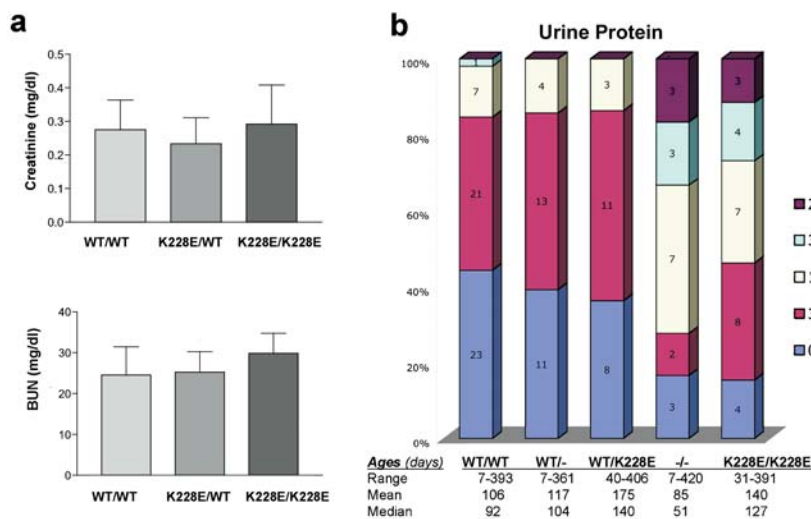 a
Creatinine (mg/dl)
0.5
0.4
0.3
0.2
0.1
0.0
WT/WT K228E/WT K228E/K228E
BUN (mg/dl)
40
30
20
10
0
WT/WT K228E/WT K228E/K228E
b
Urine Protein
100%
80%
60%
40%
20%
0%
1
7 21 23
4 13 11
3 11 8
3 3 7 2 3
3 4 7 8 4
Ages (days) WT/WT WT/- WT/K228E -/- K228E/K228E
Range 7-393 7-361 40-406 7-420 31-391
Mean 106 117 175 85 140
Median 92 104 140 51 127